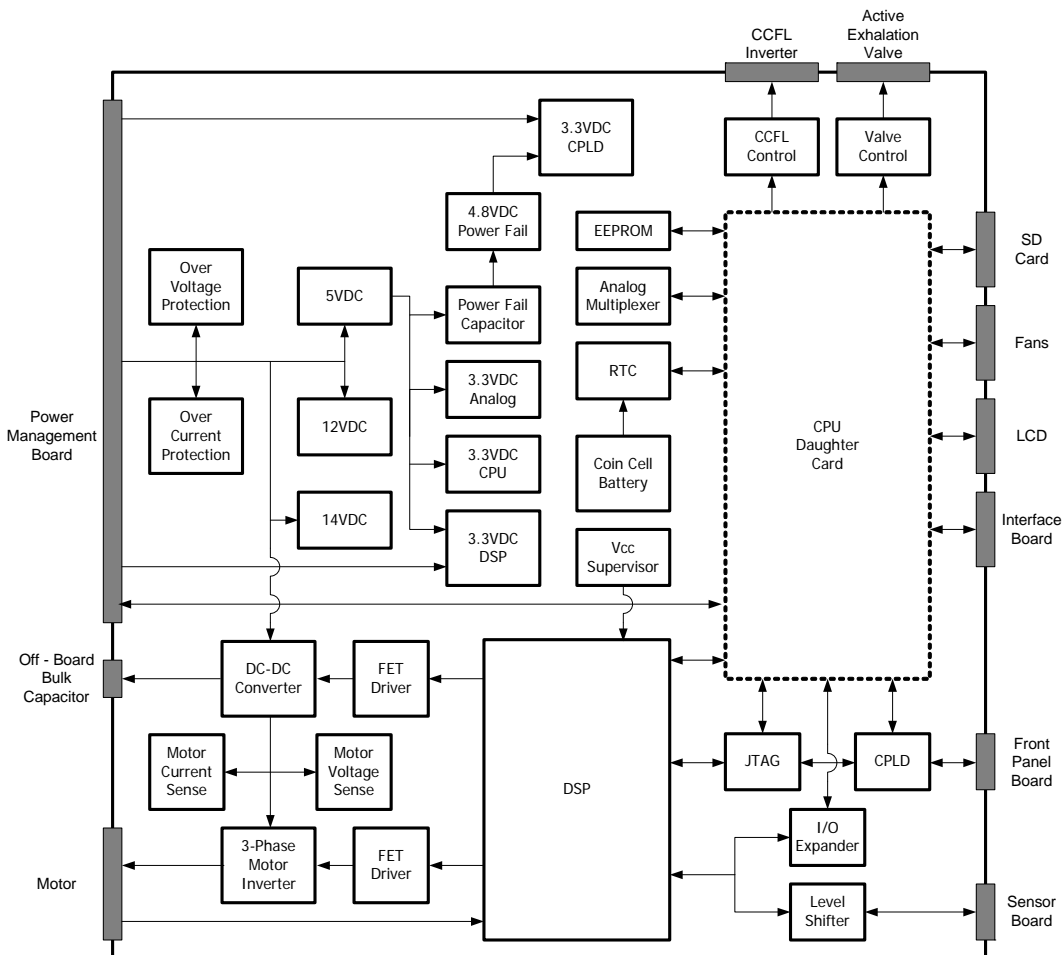 CCFL
Inverter
Active
Exhalation
Valve
3.3VDC
CPLD
CCFL
Control
Valve
Control
4.8VDC
Power Fail
EEPROM
SD
Card
Over
Voltage
Protection
5VDC
Power Fail
Capacitor
Analog
Multiplexer
Fans
RTC
3.3VDC
Analog
Power
Management
Board
Over
Current
Protection
12VDC
CPU
Daughter
Card
LCD
3.3VDC
CPU
Coin Cell
Battery
14VDC
3.3VDC
DSP
Vcc
Supervisor
Interface
Board
Off - Board
Bulk
Capacitor
DC-DC
Converter
FET
Driver
Motor
Current
Sense
Motor
Voltage
Sense
DSP
JTAG
CPLD
Front
Panel
Board
3-Phase
Motor
Inverter
FET
Driver
I/O
Expander
Motor
Level
Shifter
Sensor
Board